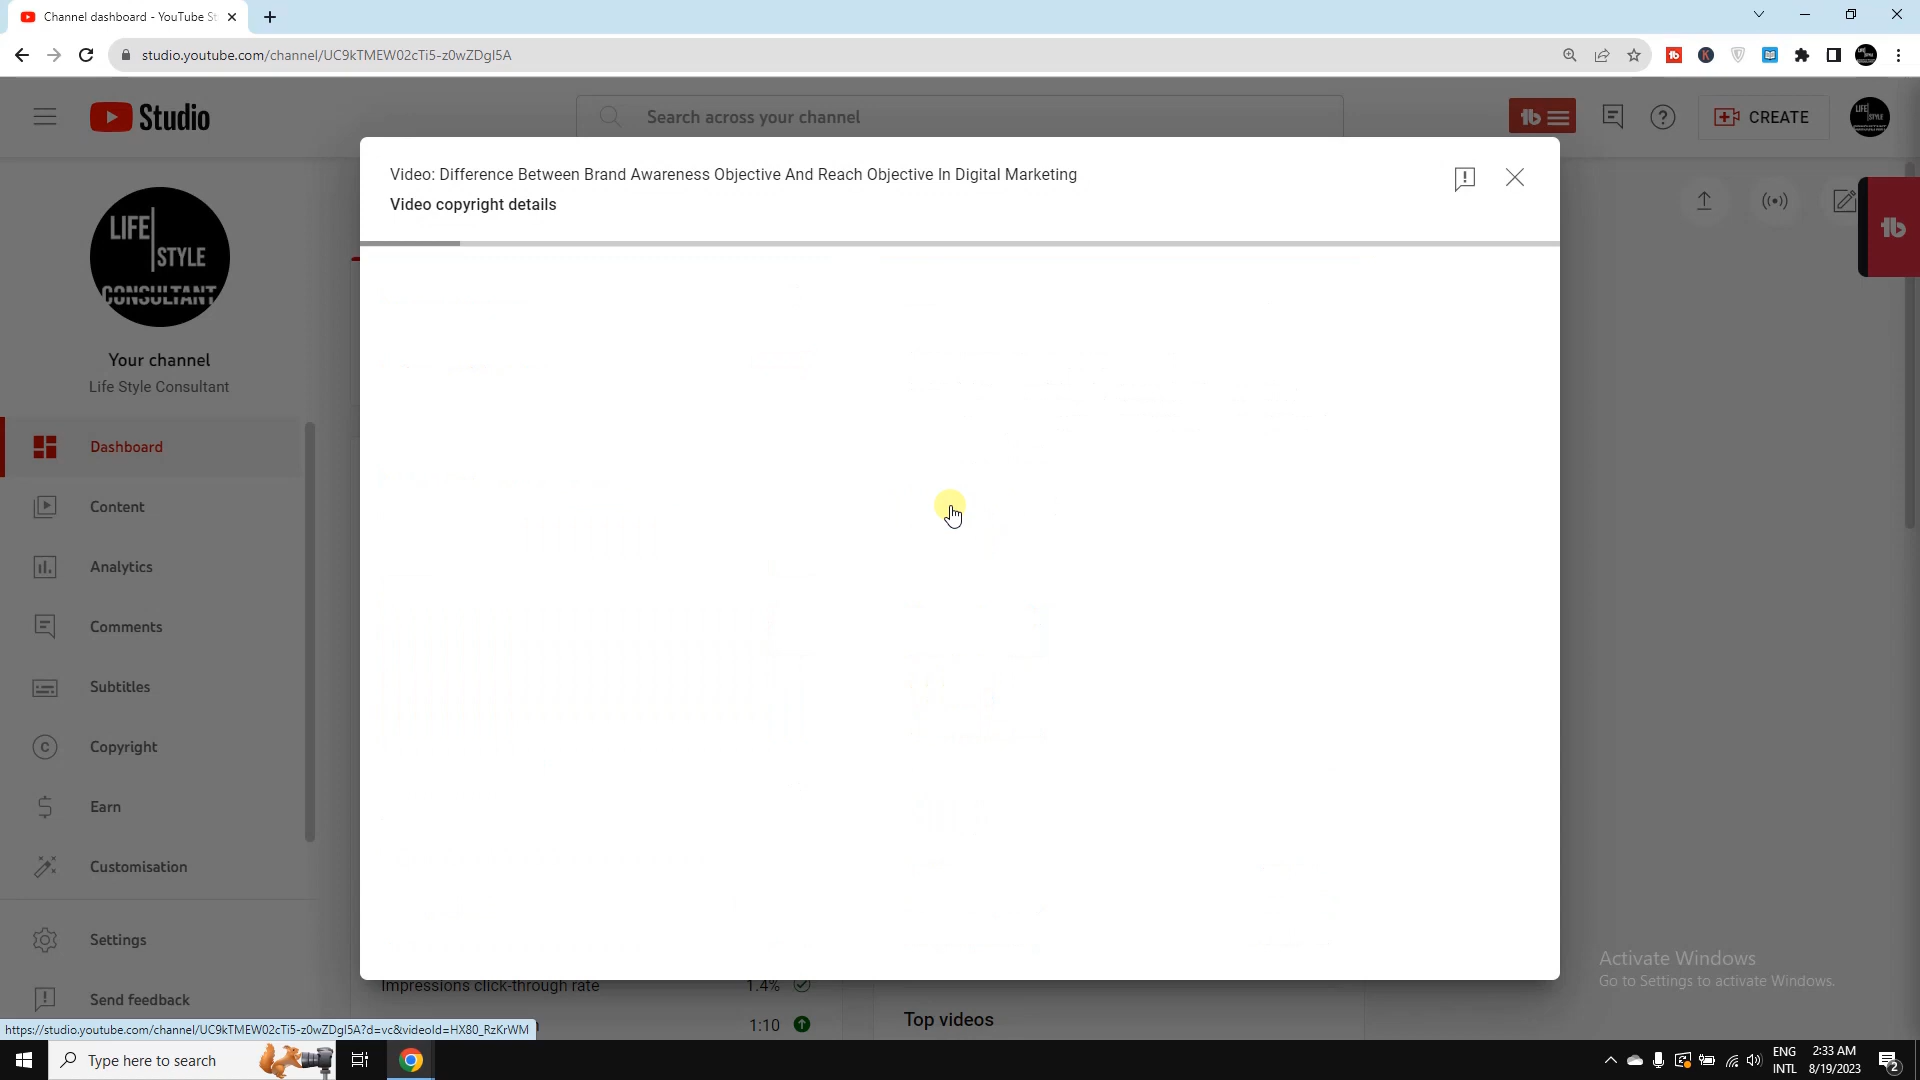 Channel dashboard - YouTube St
studio.youtube.com/channel/UC9kTMEW02cTi5-z0wZDgI5A
Studio
Search across your channel
CREATE
LIFE STYLE
CONSULTANT
Your channel
Life Style Consultant
Dashboard
Content
Analytics
Comments
Subtitles
Copyright
Earn
Customisation
Settings
Send feedback
Video: Difference Between Brand Awareness Objective And Reach Objective In Digital Marketing
Video copyright details
Impressions click-through rate 1.4%
1:10
Top videos
Activate Windows
Go to Settings to activate Windows.
https://studio.youtube.com/channel/UC9kTMEW02cTi5-z0wZDgI5A?d=vc&videoId=HX80_RzKrWM
Type here to search
ENG
INTL
2:33 AM
8/19/2023
2